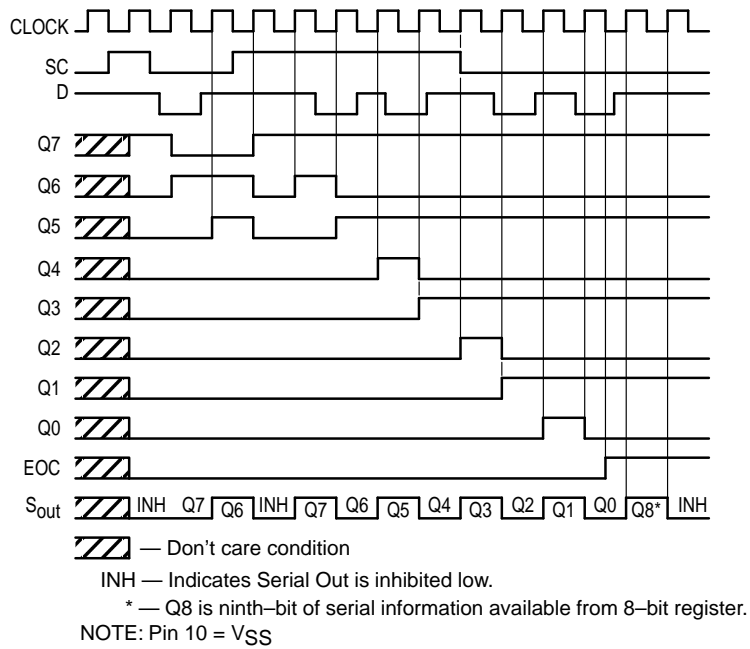 CLOCK
SC
D
Q7
Q6
Q5
Q4
Q3
Q2
Q1
Q0
EOC
Sout INH Q7 Q6 INH Q7 Q6 Q5 Q4 Q3 Q2 Q1 Q0 Q8* INH
— Don't care condition
INH — Indicates Serial Out is inhibited low.
* — Q8 is ninth–bit of serial information available from 8–bit register.
NOTE: Pin 10 = VSS